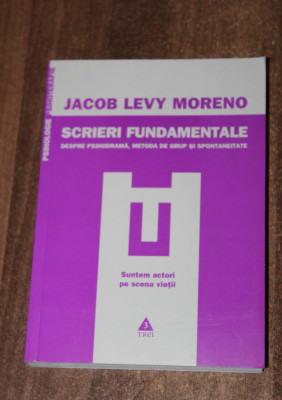 PSIHOLOGIE
JACOB LEVY MORENO
SCRIERI FUNDAMENTALE
DESPRE PSIHODRAMĂ, METODA DE GRUP ȘI SPONTANEITATE
Suntem actori
pe scena vieții
3
TREI